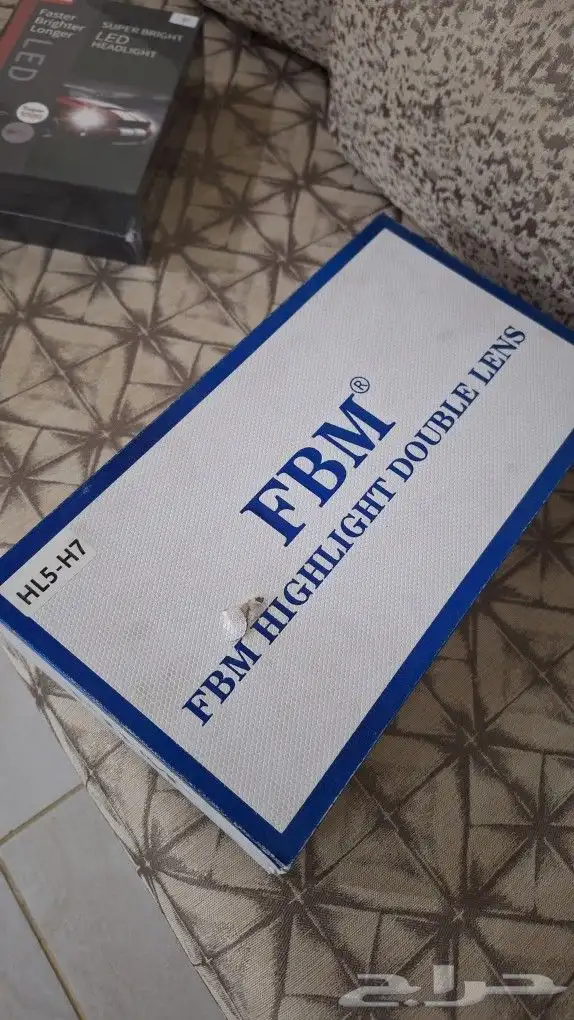 Faster
Brighter
Longer
LED
SUPER BRIGHT
LED
HEADLIGHT
FBM®
FBM HIGHLIGHT DOUBLE LENS
HL5-H7
حراج